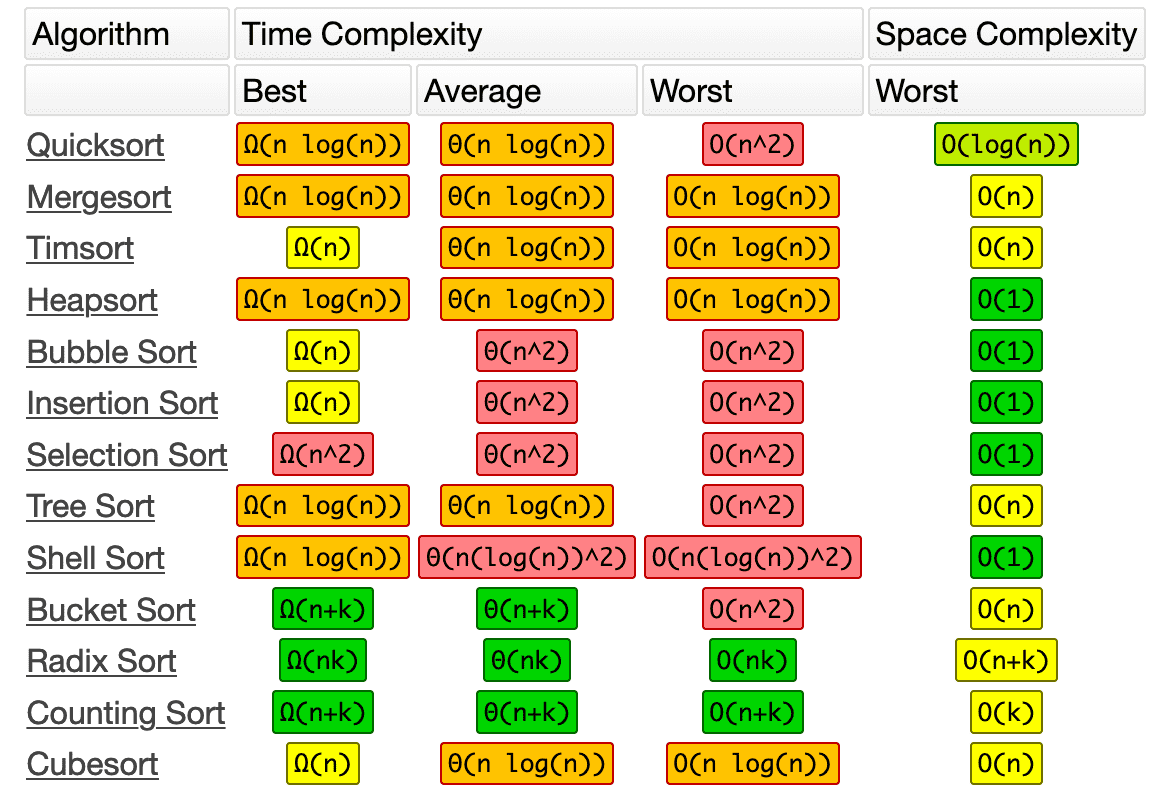 Algorithm Time Complexity Space Complexity
Best Average Worst Worst
Quicksort Ω(n log(n)) Θ(n log(n)) O(n^2) O(log(n))
Mergesort Ω(n log(n)) Θ(n log(n)) O(n log(n)) O(n)
Timsort Ω(n) Θ(n log(n)) O(n log(n)) O(n)
Heapsort Ω(n log(n)) Θ(n log(n)) O(n log(n)) O(1)
Bubble Sort Ω(n) Θ(n^2) O(n^2) O(1)
Insertion Sort Ω(n) Θ(n^2) O(n^2) O(1)
Selection Sort Ω(n^2) Θ(n^2) O(n^2) O(1)
Tree Sort Ω(n log(n)) Θ(n log(n)) O(n^2) O(n)
Shell Sort Ω(n log(n)) Θ(n(log(n))^2) O(n(log(n))^2) O(1)
Bucket Sort Ω(n+k) Θ(n+k) O(n^2) O(n)
Radix Sort Ω(nk) Θ(nk) O(nk) O(n+k)
Counting Sort Ω(n+k) Θ(n+k) O(n+k) O(k)
Cubesort Ω(n) Θ(n log(n)) O(n log(n)) O(n)